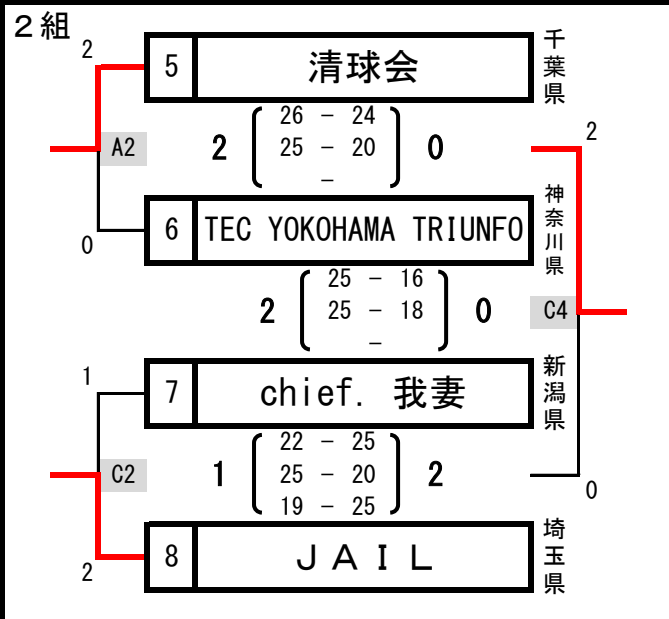 ２組
2
5 清球会 千葉県
A2 2 26 － 24 0 2
25 － 20
－
0
6 TEC YOKOHAMA TRIUNFO 神奈川県
2 25 － 16 0 C4
25 － 18
－
1
7 chief. 我妻 新潟県
C2 1 22 － 25 2
25 － 20
19 － 25
0
2
8 ＪＡＩＬ 埼玉県